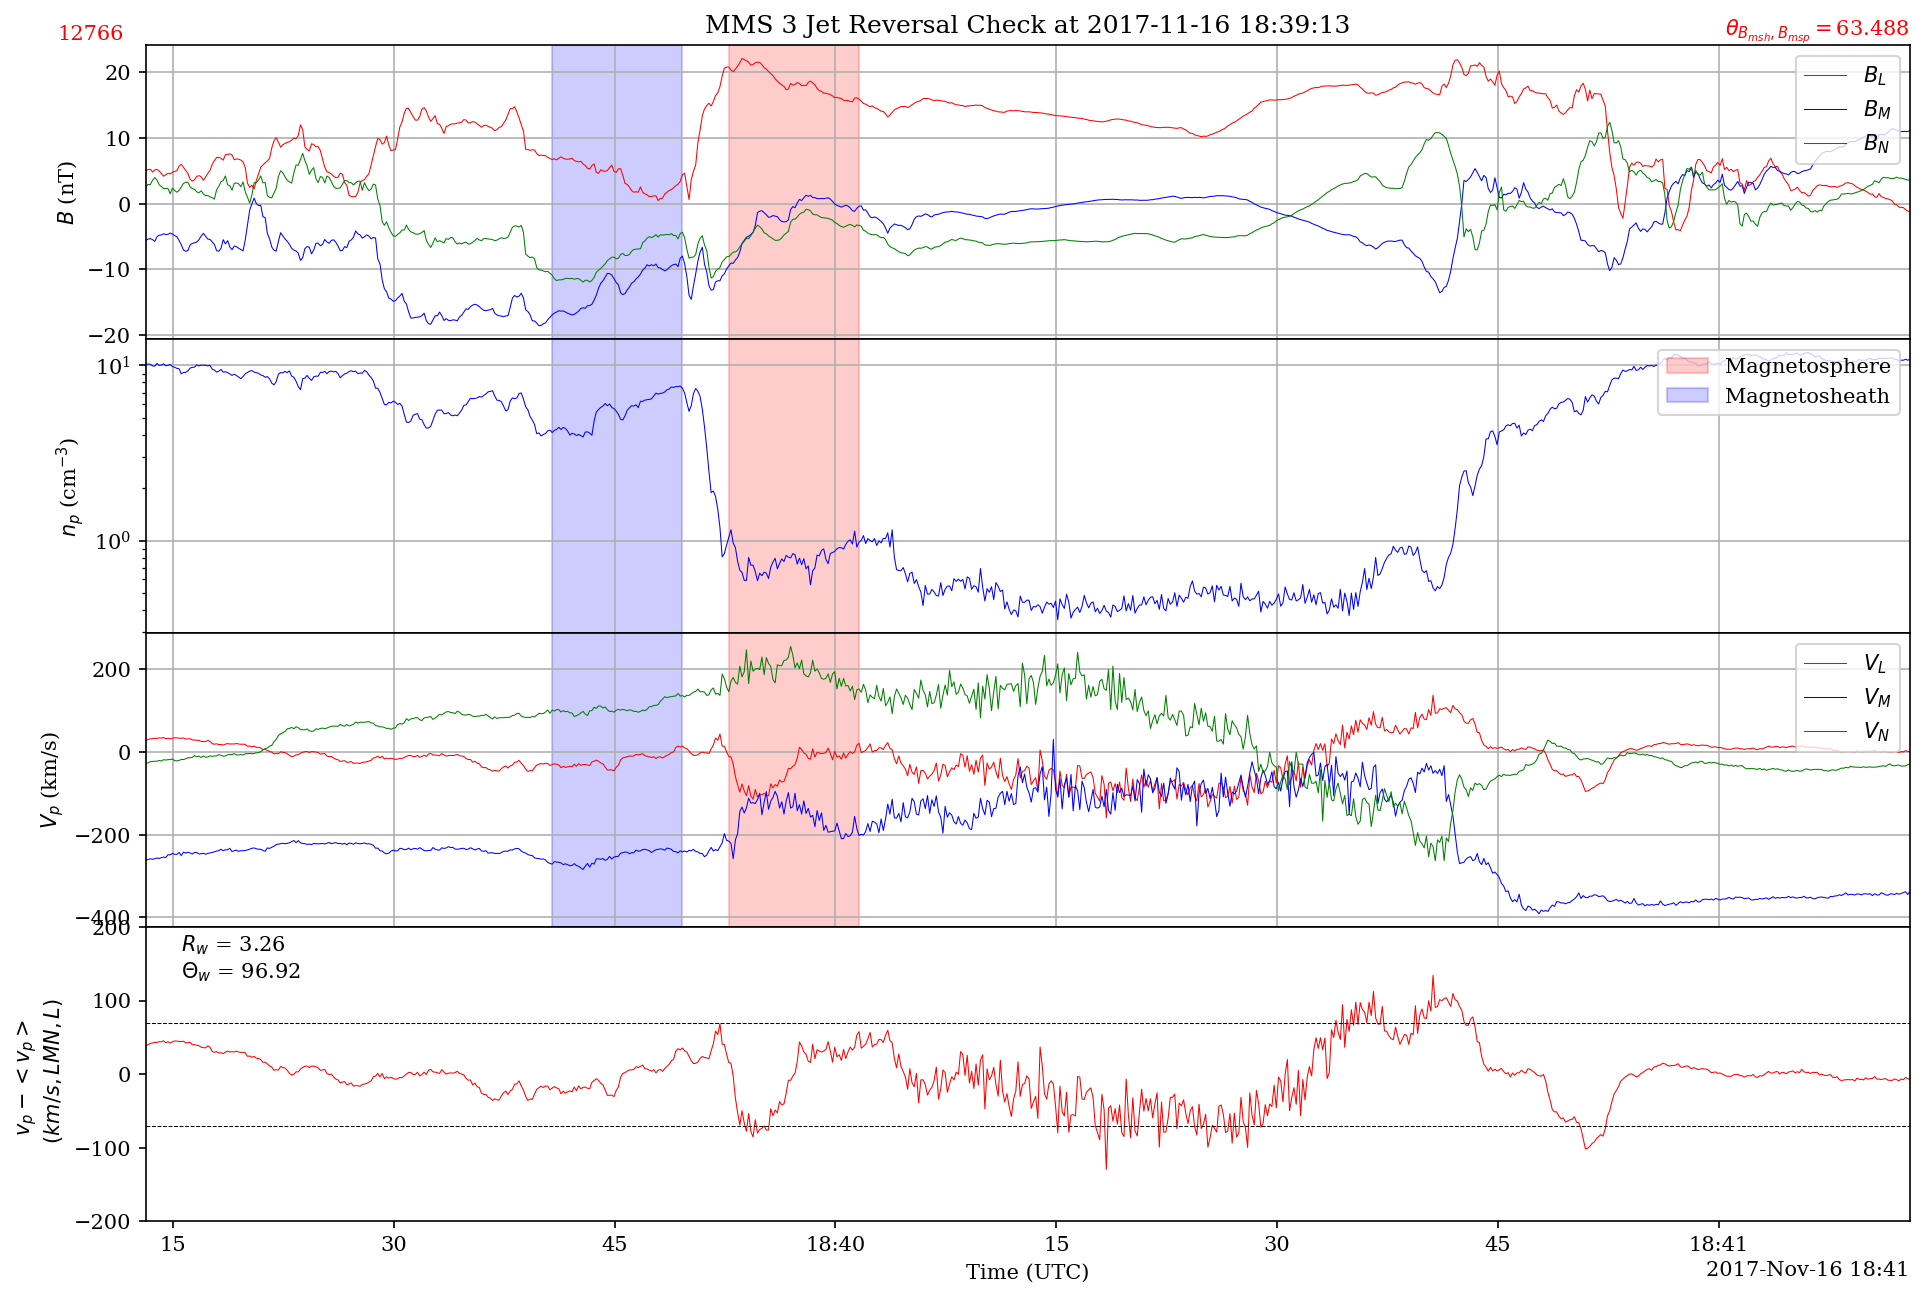 MMS 3 Jet Reversal Check at 2017-11-16 18:39:13
12766
θ_{B_{msh}, B_{msp}} = 63.488
20
10
0
−10
−20
B (nT)
B_L
B_M
B_N
10^1
10^0
n_p (cm^{−3})
Magnetosphere
Magnetosheath
200
0
−200
−400
V_p (km/s)
V_L
V_M
V_N
200
100
0
−100
−200
v_p − < v_p >
(km/s, LMN, L)
R_w = 3.26
Θ_w = 96.92
15 30 45 18:40 15 30 45 18:41
Time (UTC)
2017-Nov-16 18:41